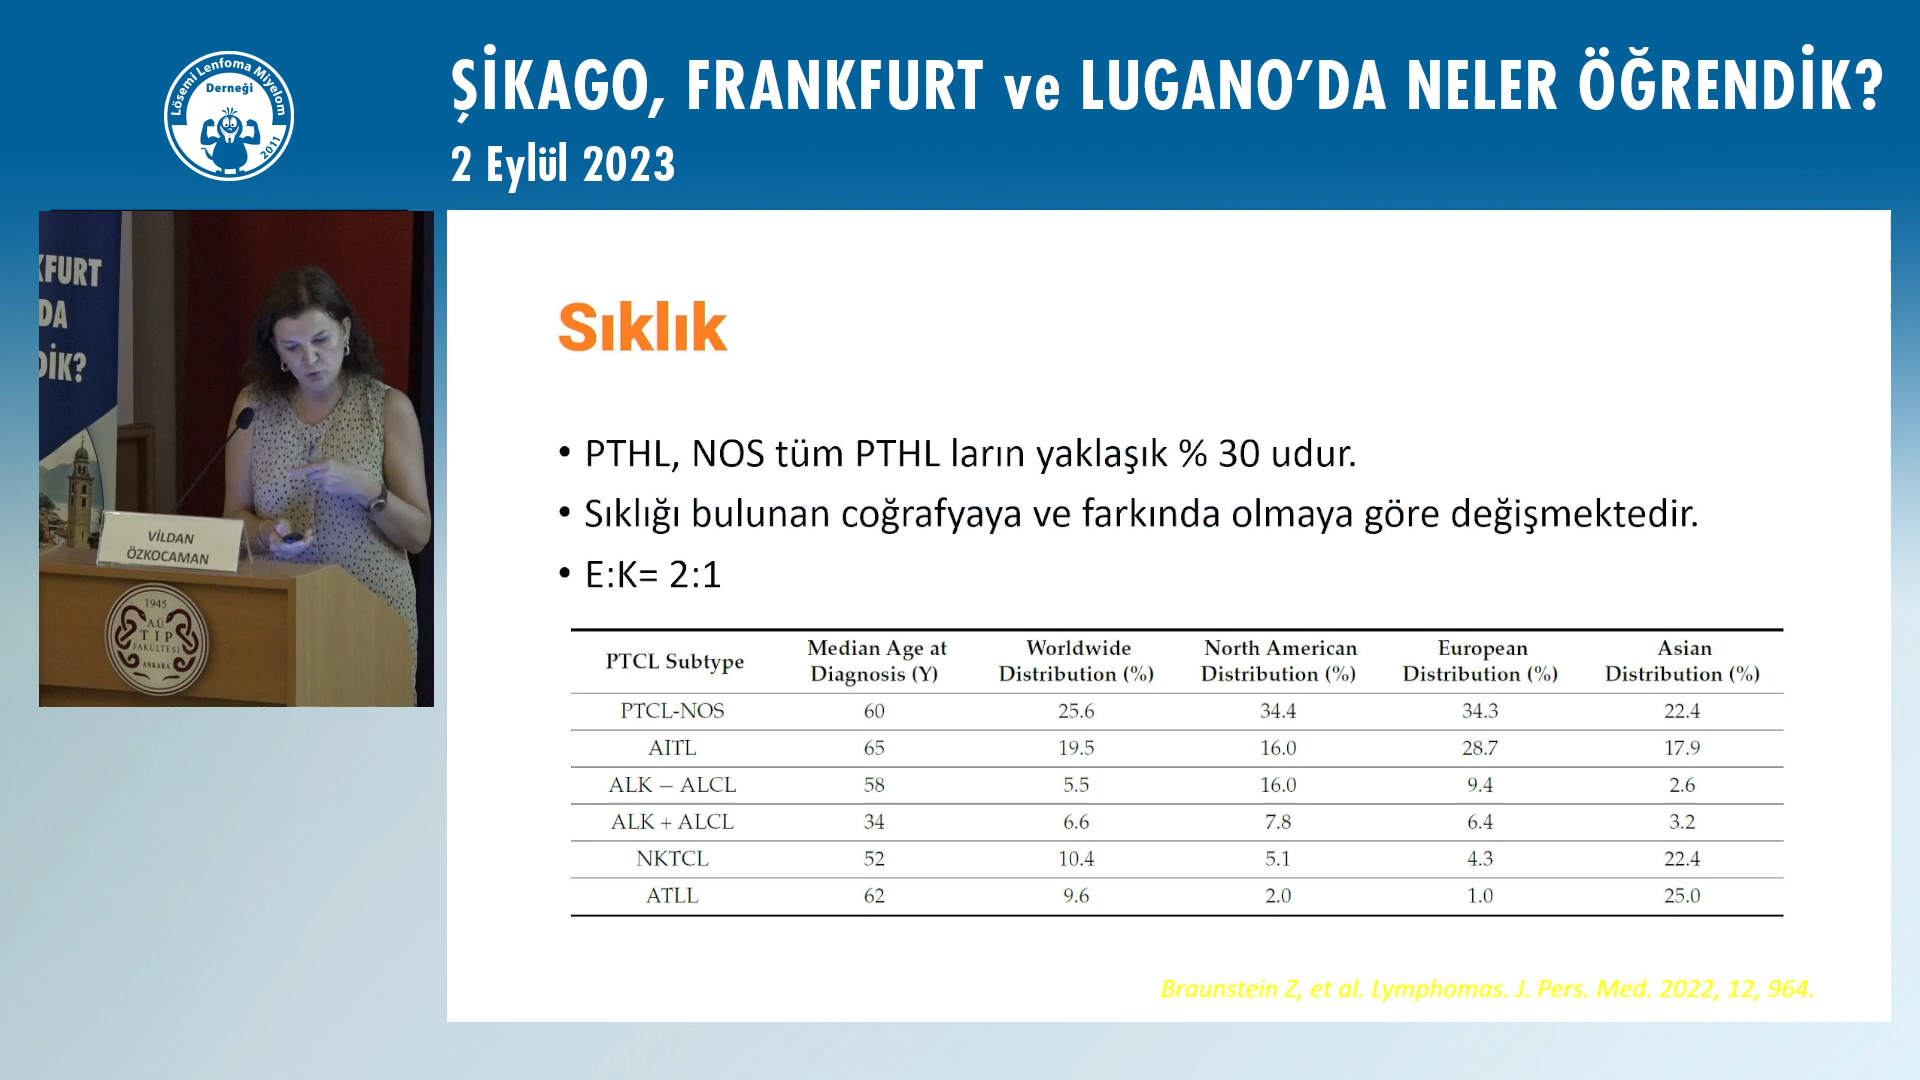 Lösemi Lenfoma Miyelom
Derneği
2011
ŞİKAGO, FRANKFURT ve LUGANO’DA NELER ÖĞRENDİK?
2 Eylül 2023
KFURT
DA
DİK?
VİLDAN
ÖZKOCAMAN
1945
A.Ü.
TIP
FAKÜLTESİ
ANKARA
Sıklık
• PTHL, NOS tüm PTHL ların yaklaşık % 30 udur.
• Sıklığı bulunan coğrafyaya ve farkında olmaya göre değişmektedir.
• E:K= 2:1
PTCL Subtype Median Age at Diagnosis (Y) Worldwide Distribution (%) North American Distribution (%) European Distribution (%) Asian Distribution (%)
PTCL-NOS 60 25.6 34.4 34.3 22.4
AITL 65 19.5 16.0 28.7 17.9
ALK − ALCL 58 5.5 16.0 9.4 2.6
ALK + ALCL 34 6.6 7.8 6.4 3.2
NKTCL 52 10.4 5.1 4.3 22.4
ATLL 62 9.6 2.0 1.0 25.0
Braunstein Z, et al. Lymphomas. J. Pers. Med. 2022, 12, 964.